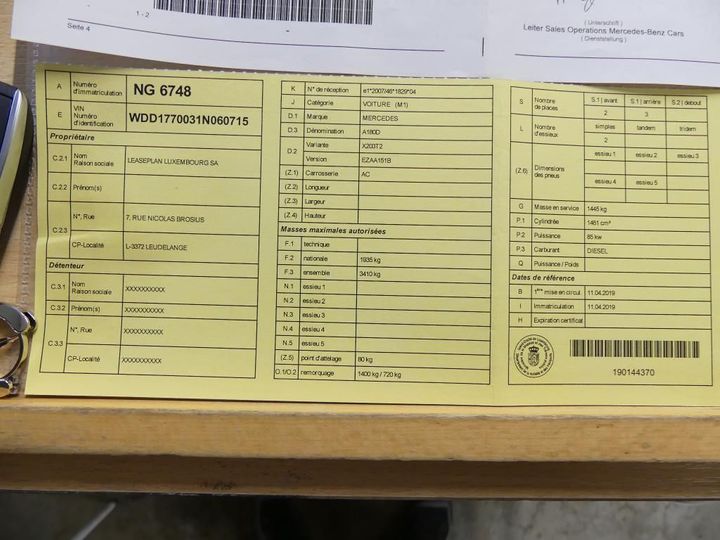 1 - 2
Seite 4
( Unterschrift )
Leiter Sales Operations Mercedes-Benz Cars
( Dienststellung )
A Numéro d'immatriculation NG 6748
E VIN Numéro d'identification WDD1770031N060715
Propriétaire
C.2.1 Nom Raison sociale LEASEPLAN LUXEMBOURG SA
C.2.2 Prénom(s)
C.2.3 N°, Rue 7, RUE NICOLAS BROSIUS
CP-Localité L-3372 LEUDELANGE
Détenteur
C.3.1 Nom Raison sociale XXXXXXXXXX
C.3.2 Prénom(s) XXXXXXXXXX
C.3.3 N°, Rue XXXXXXXXXX
CP-Localité XXXXXXXXXX
K N° de réception e1*2007/46*1829*04
J Catégorie VOITURE (M1)
D.1 Marque MERCEDES
D.3 Dénomination A180D
D.2 Variante X203T2
Version EZAA151B
(Z.1) Carrosserie AC
(Z.2) Longueur
(Z.3) Largeur
(Z.4) Hauteur
Masses maximales autorisées
F.1 technique
F.2 nationale 1935 kg
F.3 ensemble 3410 kg
N.1 essieu 1
N.2 essieu 2
N.3 essieu 3
N.4 essieu 4
N.5 essieu 5
(Z.5) point d'attelage 80 kg
O.1/O.2 remorquage 1400 kg / 720 kg
S Nombre de places S.1 | avant S.1 | arrière S.2 | debout
2 3
L Nombre d'essieux simples tandem tridem
2
(Z.6) Dimensions des pneus essieu 1 essieu 2 essieu 3
essieu 4 essieu 5
G Masse en service 1445 kg
P.1 Cylindrée 1461 cm³
P.2 Puissance 85 kw
P.3 Carburant DIESEL
Q Puissance / Poids
Dates de référence
B 1ère mise en circul. 11.04.2019
I Immatriculation 11.04.2019
H Expiration certificat
190144370